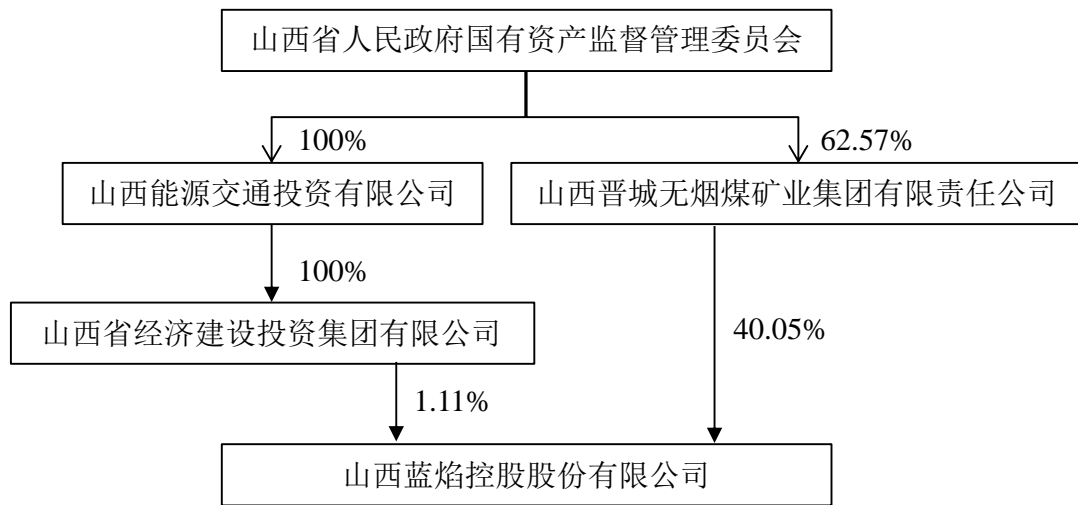 山西省人民政府国有资产监督管理委员会
100%
62.57%
山西能源交通投资有限公司
山西晋城无烟煤矿业集团有限责任公司
100%
山西省经济建设投资集团有限公司
40.05%
1.11%
山西蓝焰控股股份有限公司